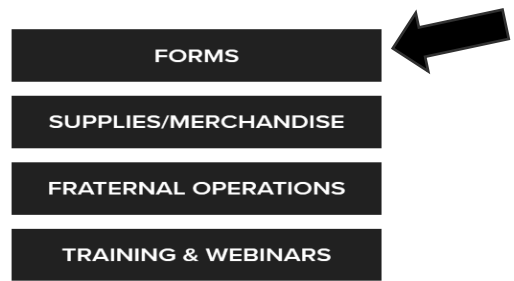 FORMS
SUPPLIES/MERCHANDISE
FRATERNAL OPERATIONS
TRAINING & WEBINARS